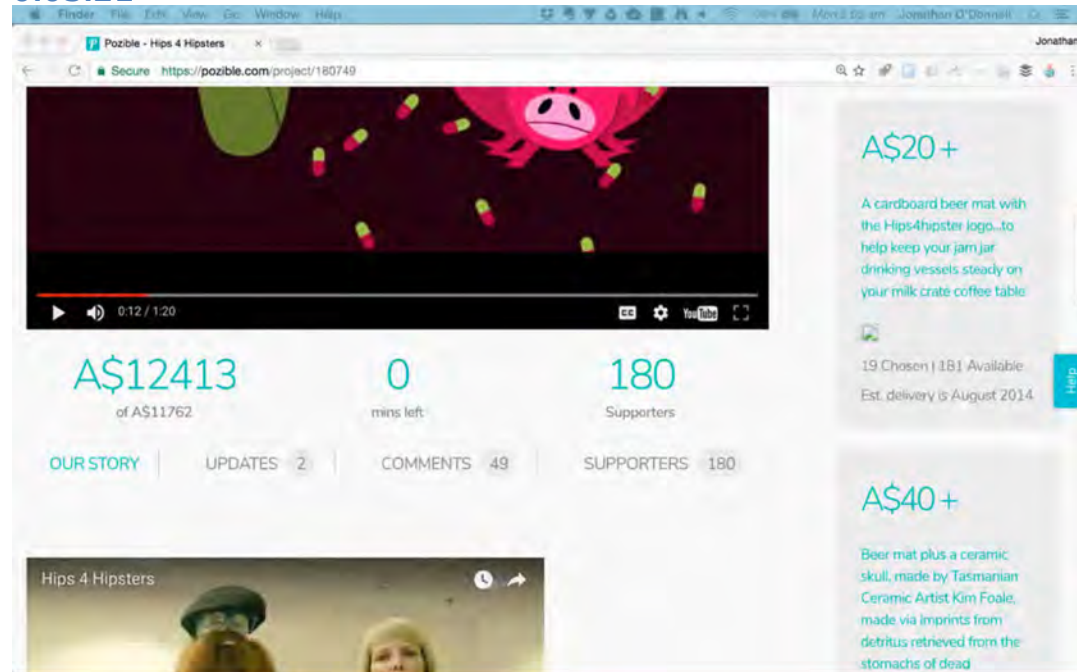 Finder File Edit View Go Window Help Mon Jonathan O'Donnell
Pozible - Hips 4 Hipsters × Jonathan
Secure https://pozible.com/project/180749
0:12 / 1:20 CC YouTube
A$12413
of A$11762
0
mins left
180
Supporters
OUR STORY UPDATES 2 COMMENTS 49 SUPPORTERS 180
Hips 4 Hipsters
A$20+
A cardboard beer mat with
the Hips4hipster logo...to
help keep your jam jar
drinking vessels steady on
your milk crate coffee table
19 Chosen | 181 Available
Est. delivery is August 2014
Help
A$40+
Beer mat plus a ceramic
skull, made by Tasmanian
Ceramic Artist Kim Foale,
made via imprints from
detritus retrieved from the
stomachs of dead